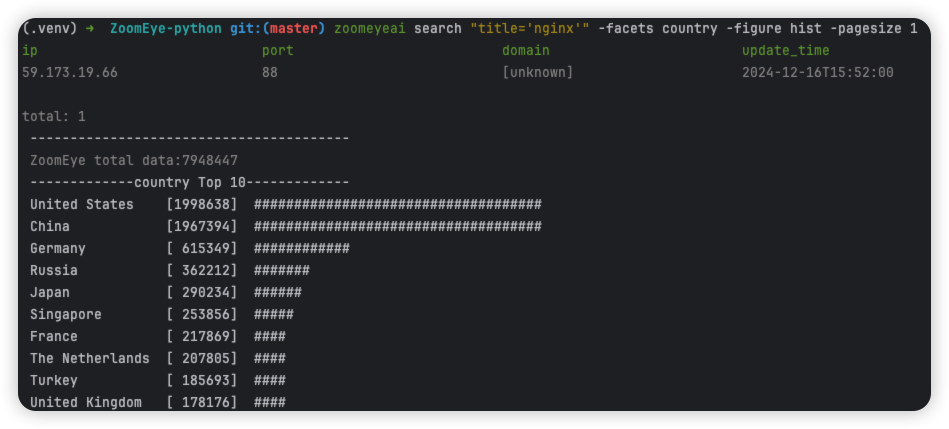 (.venv) ➜  ZoomEye-python git:(master) zoomeyeai search "title='nginx'" -facets country -figure hist -pagesize 1
ip                            port                          domain                        update_time
59.173.19.66                  88                            [unknown]                     2024-12-16T15:52:00
total: 1
----------------------------------------
ZoomEye total data:7948447
-------------country Top 10-------------
United States    [1998638]  ####################################
China            [1967394]  ####################################
Germany          [ 615349]  ############
Russia           [ 362212]  #######
Japan            [ 290234]  ######
Singapore        [ 253856]  #####
France           [ 217869]  ####
The Netherlands  [ 207805]  ####
Turkey           [ 185693]  ####
United Kingdom   [ 178176]  ####